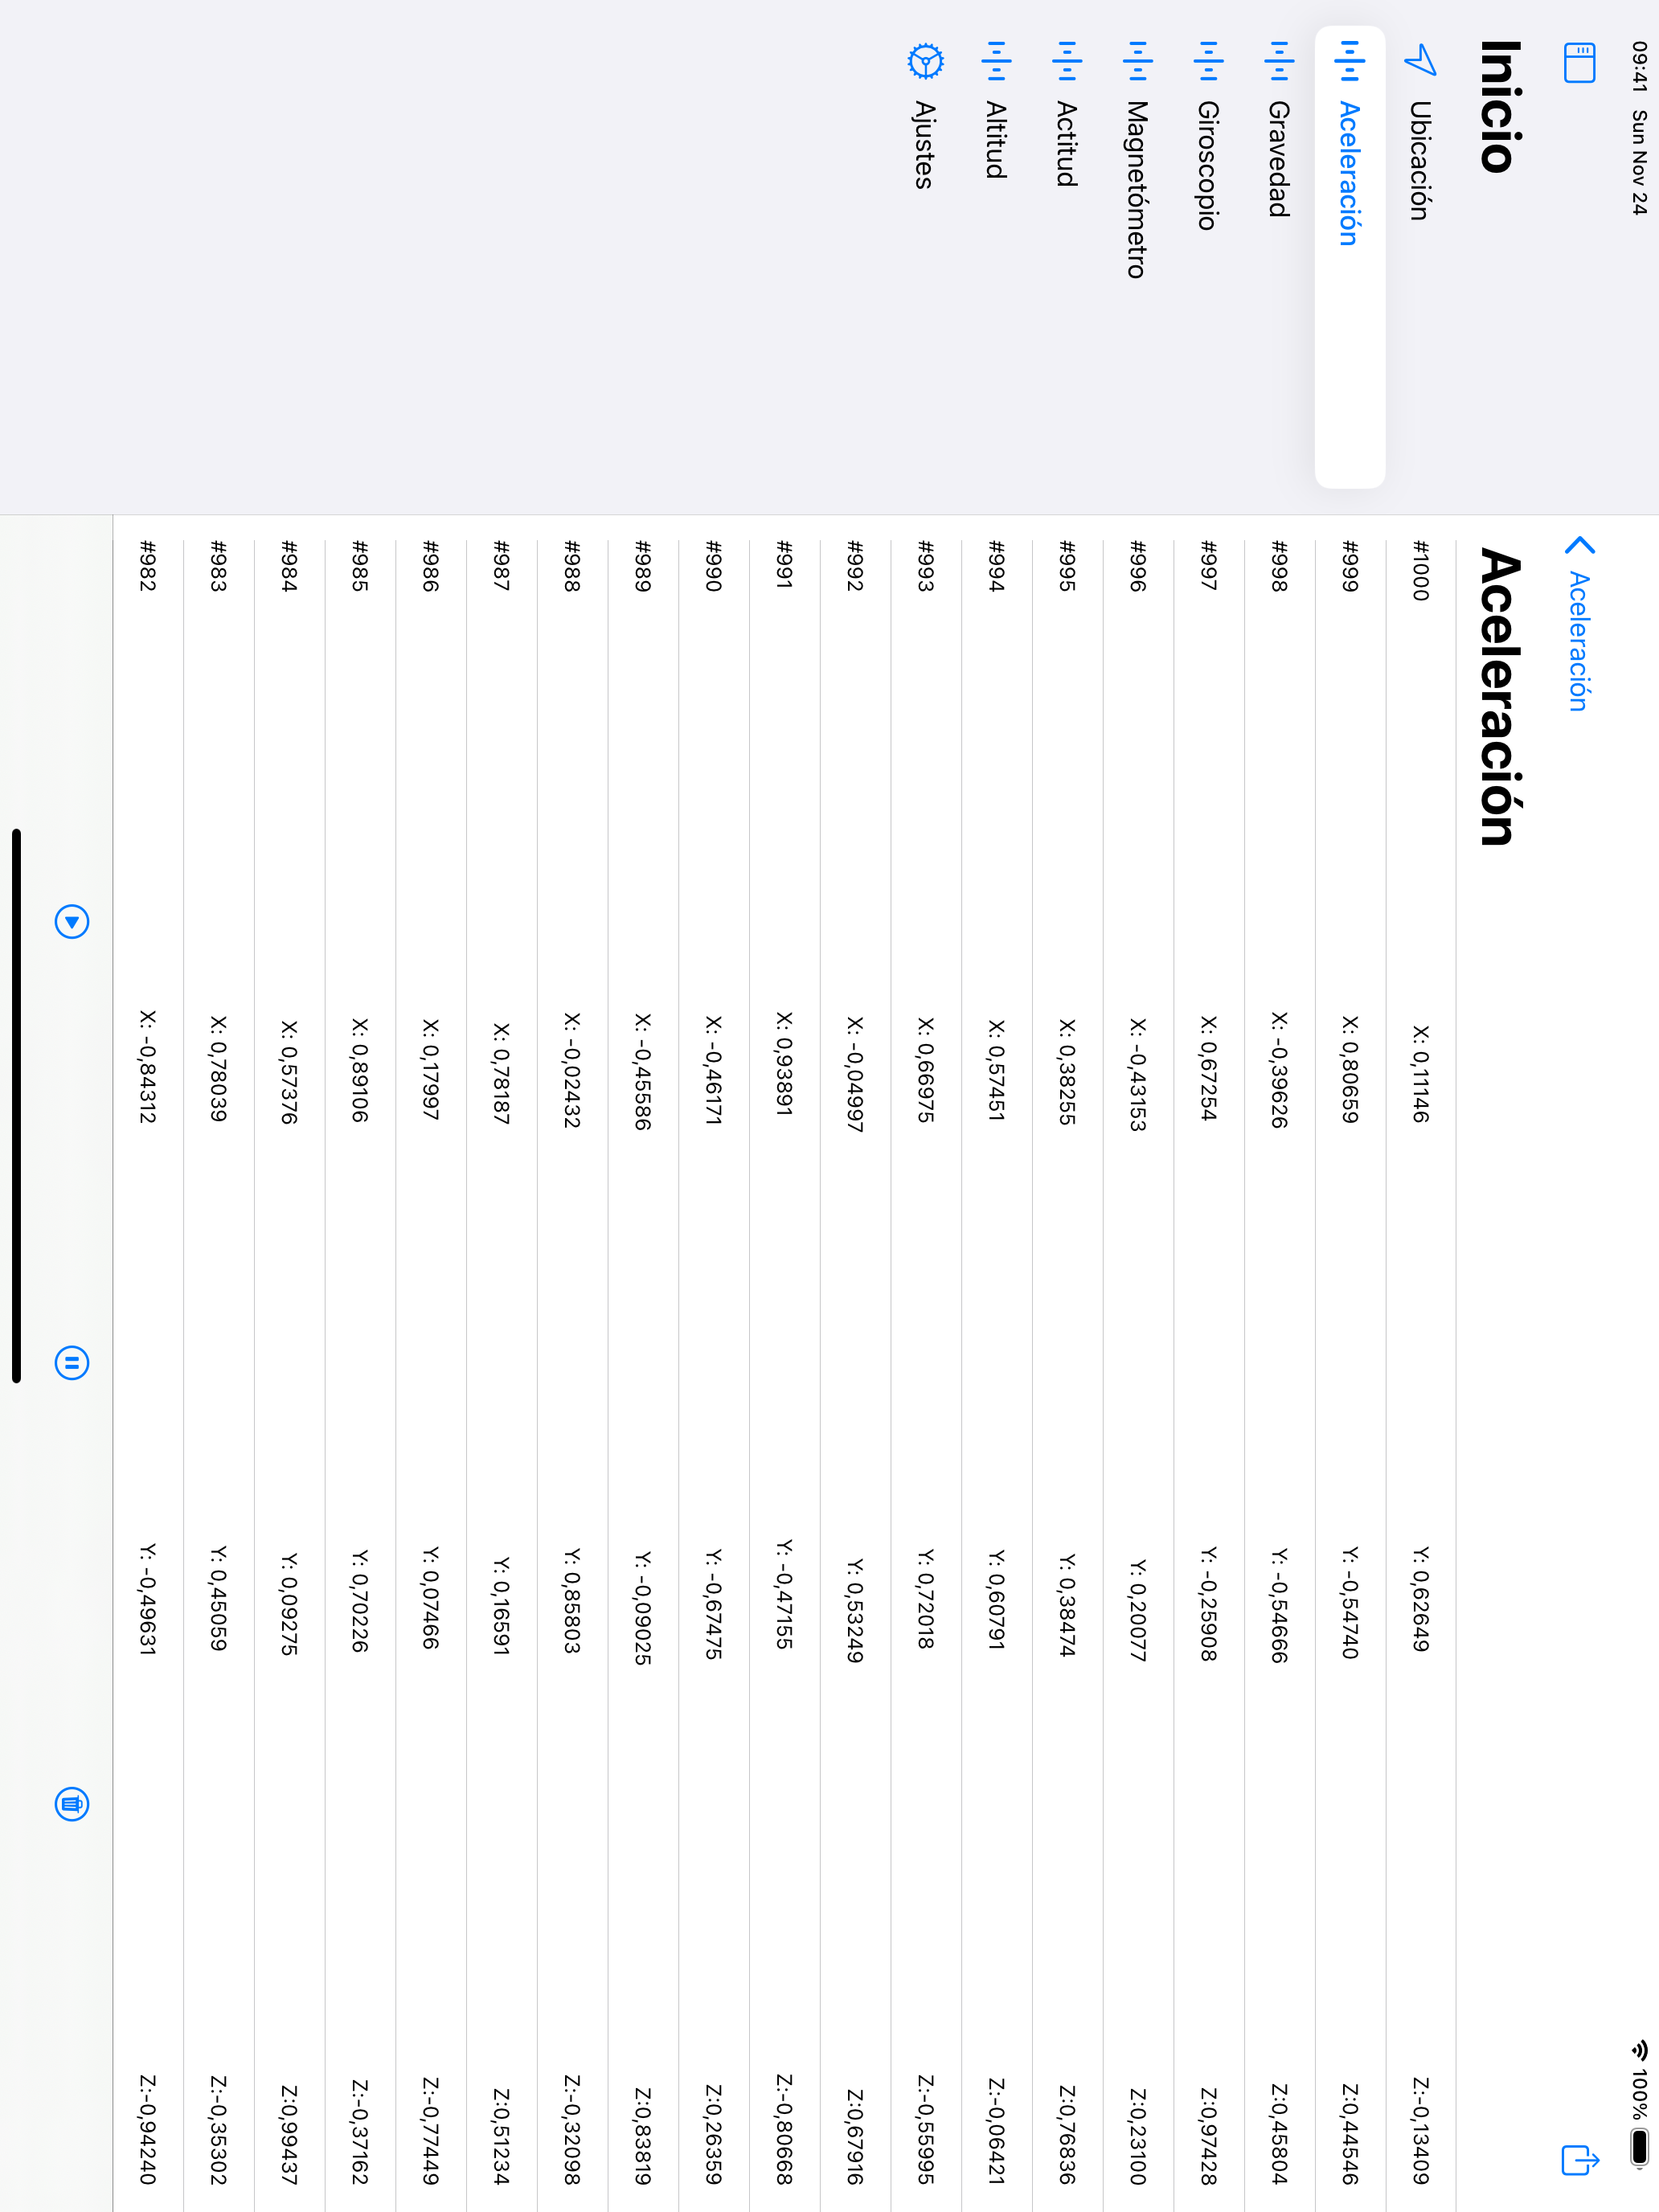 09:41 Sun Nov 24
100%
Inicio
Ubicación
Aceleración
Gravedad
Giroscopio
Magnetómetro
Actitud
Altitud
Ajustes
Aceleración
Aceleración
#1000 X: 0,11146 Y: 0,62649 Z:-0,13409
#999 X: 0,80659 Y: -0,54740 Z:0,44546
#998 X: -0,39626 Y: -0,54666 Z:0,45804
#997 X: 0,67254 Y: -0,25908 Z:0,97428
#996 X: -0,43153 Y: 0,20077 Z:0,23100
#995 X: 0,38255 Y: 0,38474 Z:0,76836
#994 X: 0,57451 Y: 0,60791 Z:-0,06421
#993 X: 0,66975 Y: 0,72018 Z:-0,55995
#992 X: -0,04997 Y: 0,53249 Z:0,67916
#991 X: 0,93891 Y: -0,47155 Z:-0,80668
#990 X: -0,46171 Y: -0,67475 Z:0,26359
#989 X: -0,45586 Y: -0,09025 Z:0,83819
#988 X: -0,02432 Y: 0,85803 Z:-0,32098
#987 X: 0,78187 Y: 0,16591 Z:0,51234
#986 X: 0,17997 Y: 0,07466 Z:-0,77449
#985 X: 0,89106 Y: 0,70226 Z:-0,37162
#984 X: 0,57376 Y: 0,09275 Z:0,99437
#983 X: 0,78039 Y: 0,45059 Z:-0,35302
#982 X: -0,84312 Y: -0,49631 Z:-0,94240